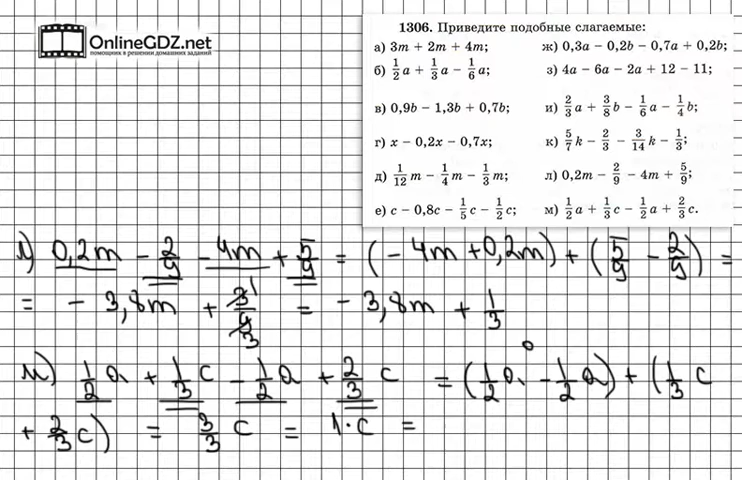 OnlineGDZ.net
помощник в решении домашних заданий
1306. Приведите подобные слагаемые:
а) 3m + 2m + 4m;
б) 1/2 a + 1/3 a − 1/6 a;
в) 0,9b − 1,3b + 0,7b;
г) x − 0,2x − 0,7x;
д) 1/12 m − 1/4 m − 1/3 m;
е) c − 0,8c − 1/5 c − 1/2 c;
ж) 0,3a − 0,2b − 0,7a + 0,2b;
з) 4a − 6a − 2a + 12 − 11;
и) 2/3 a + 3/8 b − 1/6 a − 1/4 b;
к) 5/7 k − 2/3 − 3/14 k − 1/3;
л) 0,2m − 2/9 − 4m + 5/9;
м) 1/2 a + 1/3 c − 1/2 a + 2/3 c.
л) 0,2m − 2/9 − 4m + 5/9 = (−4m + 0,2m) + (5/9 − 2/9) =
= −3,8m + 3 1/9 3 = −3,8m + 1/3
м) 1/2 a + 1/3 c − 1/2 a + 2/3 c = (1/2 a − 1/2 a) 0 + (1/3 c
+ 2/3 c) = 3/3 c = 1·c =